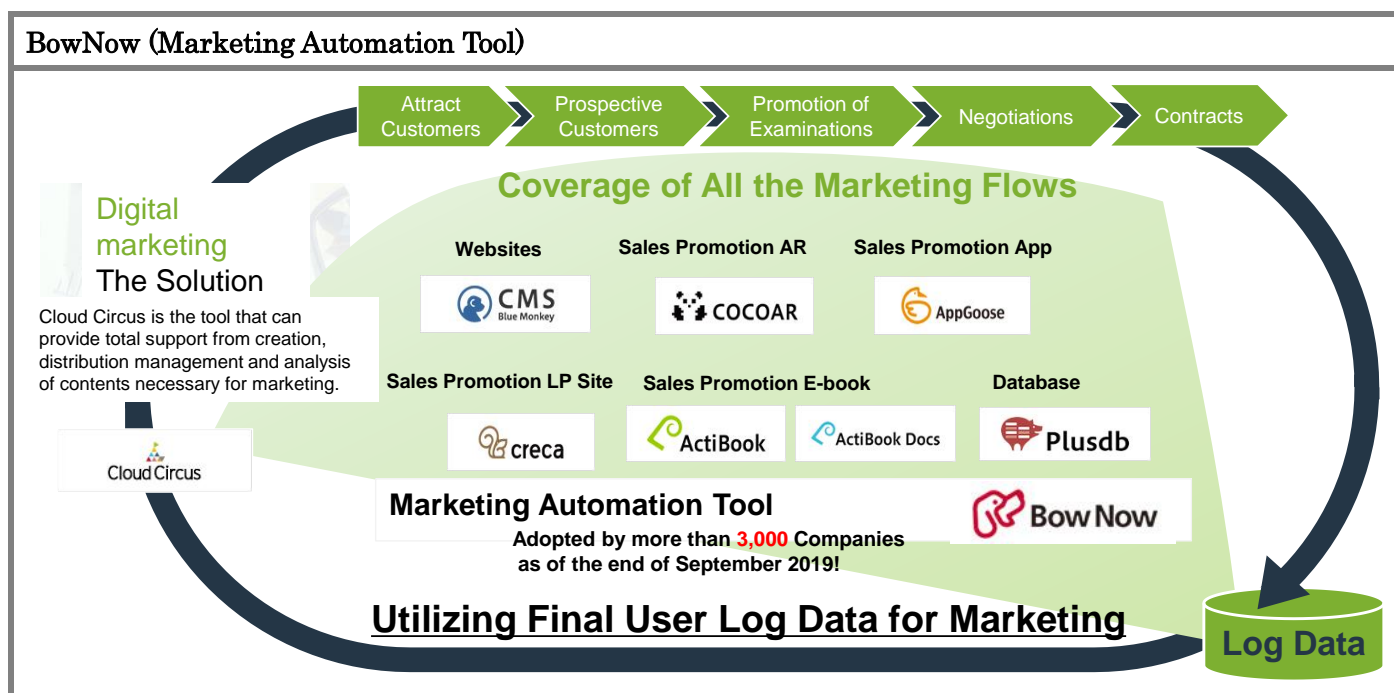 BowNow (Marketing Automation Tool)
Attract
Customers
Prospective
Customers
Promotion of
Examinations
Negotiations
Contracts
Coverage of All the Marketing Flows
Digital
marketing
The Solution
Cloud Circus is the tool that can
provide total support from creation,
distribution management and analysis
of contents necessary for marketing.
Cloud Circus
Websites
Sales Promotion AR
Sales Promotion App
CMS
Blue Monkey
COCOAR
AppGoose
Sales Promotion LP Site
Sales Promotion E-book
Database
creca
ActiBook
ActiBook Docs
Plusdb
Marketing Automation Tool
BowNow
Adopted by more than 3,000 Companies
as of the end of September 2019!
Utilizing Final User Log Data for Marketing
Log Data